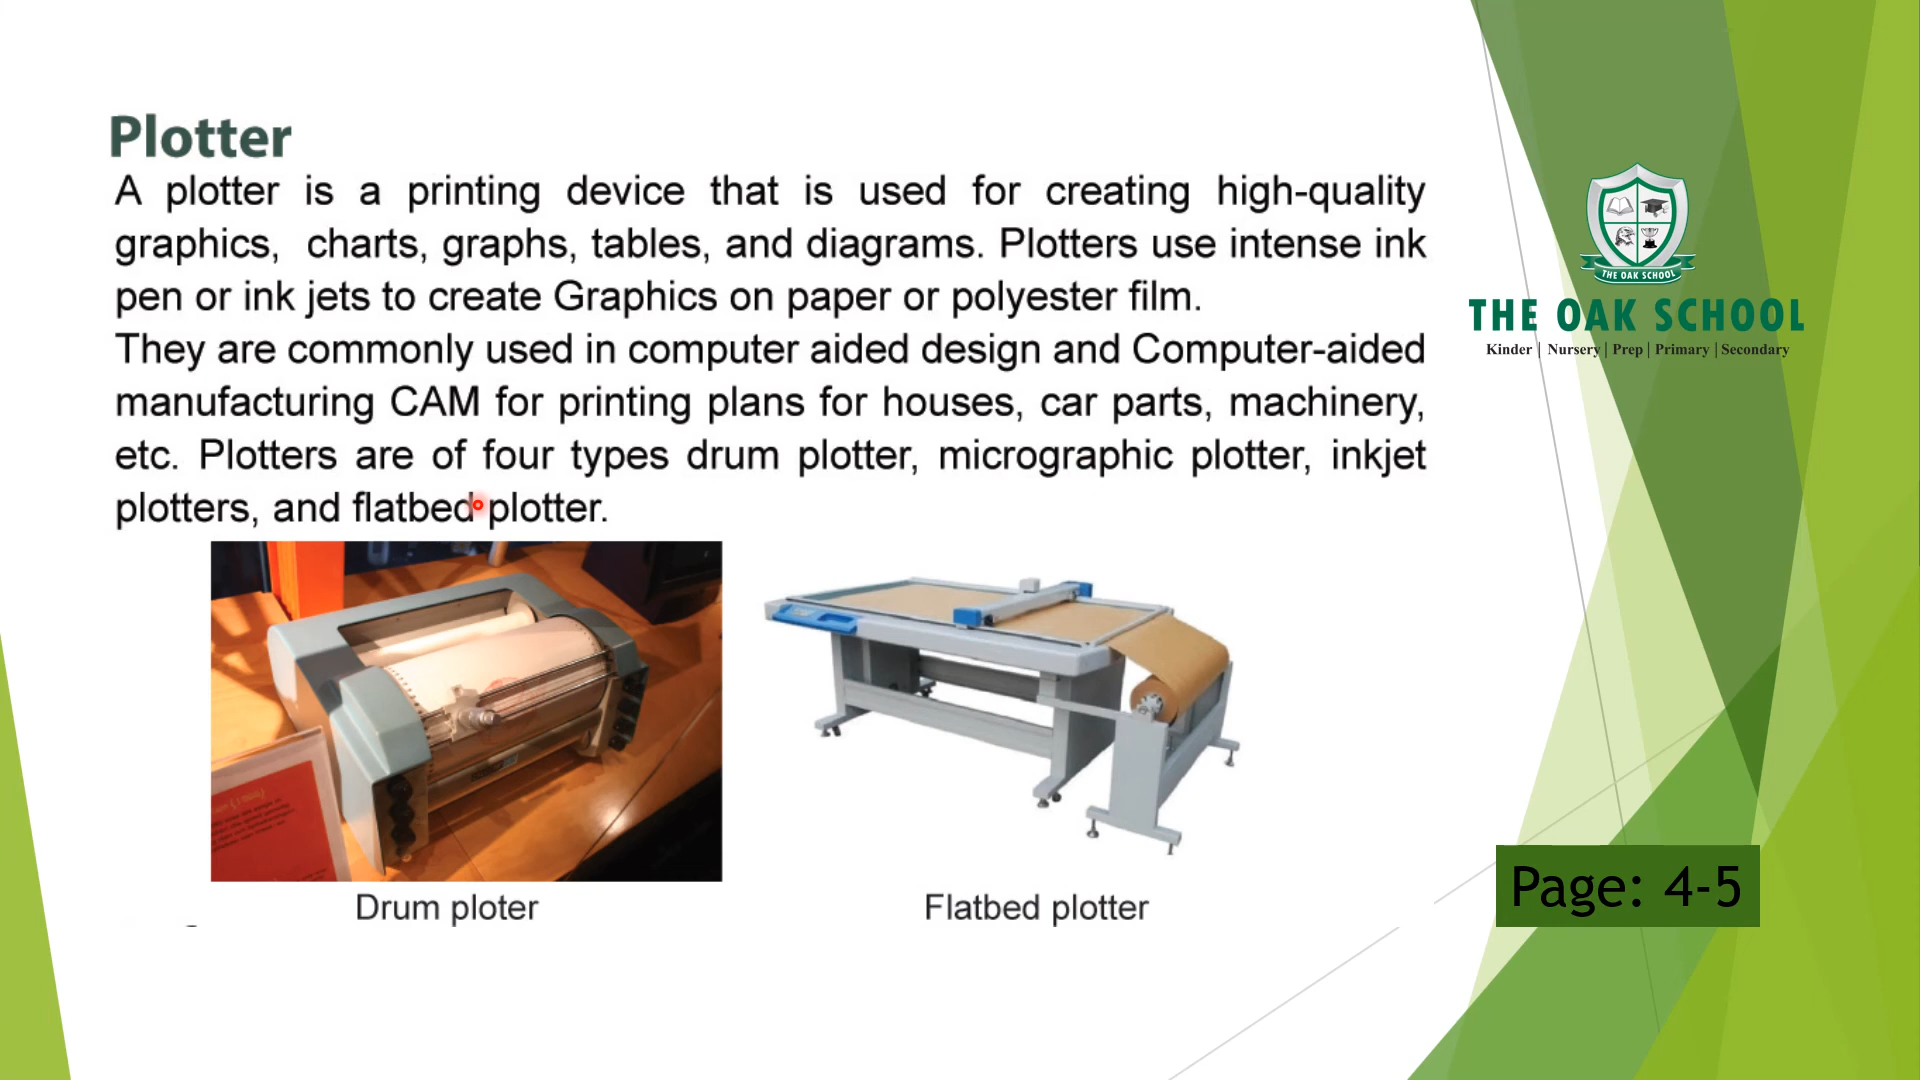 Plotter
A plotter is a printing device that is used for creating high-quality
graphics, charts, graphs, tables, and diagrams. Plotters use intense ink
pen or ink jets to create Graphics on paper or polyester film.
They are commonly used in computer aided design and Computer-aided
manufacturing CAM for printing plans for houses, car parts, machinery,
etc. Plotters are of four types drum plotter, micrographic plotter, inkjet
plotters, and flatbed plotter.
Drum ploter
Flatbed plotter
THE OAK SCHOOL
THE OAK SCHOOL
Kinder | Nursery | Prep | Primary | Secondary
Page: 4-5